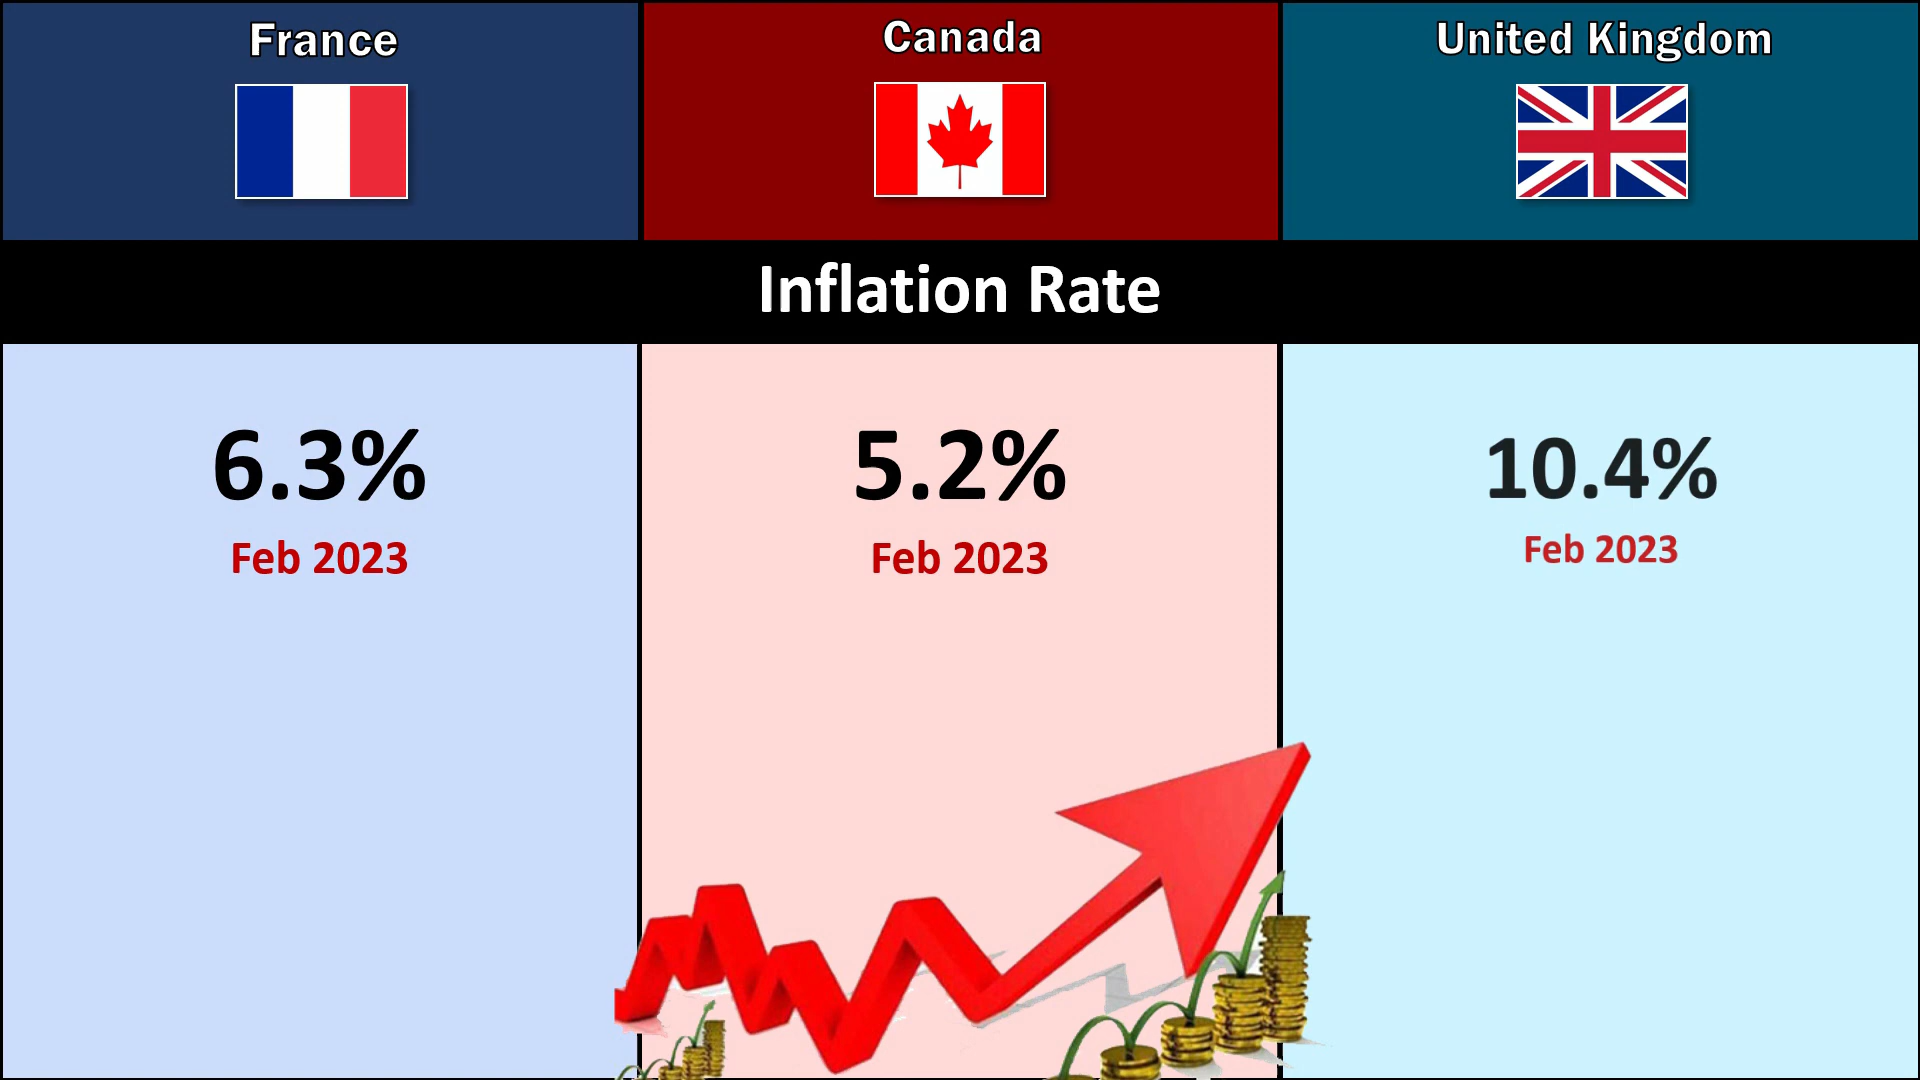 France
Canada
United Kingdom
Inflation Rate
6.3%
Feb 2023
5.2%
Feb 2023
10.4%
Feb 2023